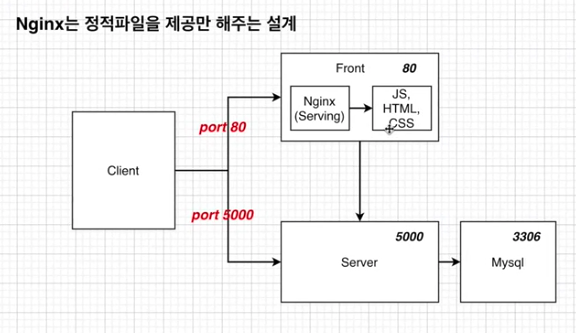 Nginx는 정적파일을 제공만 해주는 설계
Front
80
Nginx
(Serving)
JS,
HTML,
CSS
port 80
Client
port 5000
5000
Server
3306
Mysql